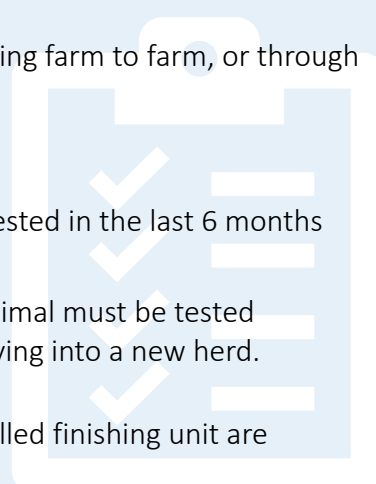 ing farm to farm, or through
ested in the last 6 months
imal must be tested
ving into a new herd.
lled finishing unit are